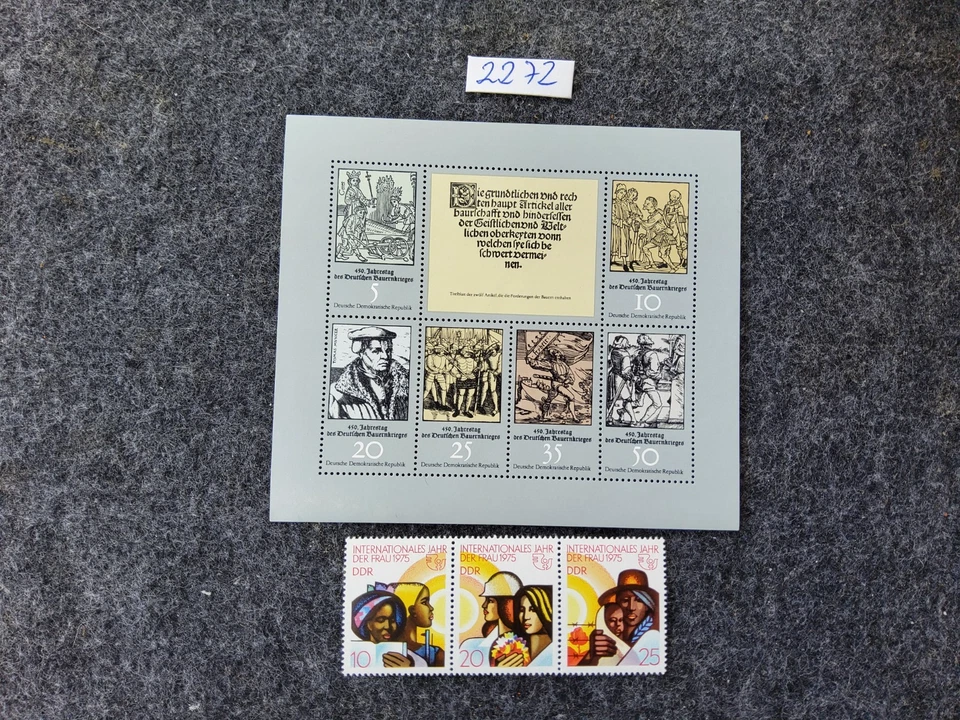 2272
Die grundtlichen vnd rech
ten haupt Artickel aller
baurschafft vnd hindersessen
der Geistlichen vnd Welt-
lichen oberkeyten vonn
welchen sye sich be
schwert vermei-
nen.
450. Jahrestag
des Deutschen Bauernkrieges
5
Deutsche Demokratische Republik
450. Jahrestag
des Deutschen Bauernkrieges
10
Deutsche Demokratische Republik
450. Jahrestag
des Deutschen Bauernkrieges
20
Deutsche Demokratische Republik
450. Jahrestag
des Deutschen Bauernkrieges
25
Deutsche Demokratische Republik
450. Jahrestag
des Deutschen Bauernkrieges
35
Deutsche Demokratische Republik
450. Jahrestag
des Deutschen Bauernkrieges
50
Deutsche Demokratische Republik
INTERNATIONALES JAHR
DER FRAU 1975
DDR
10
INTERNATIONALES JAHR
DER FRAU 1975
DDR
20
INTERNATIONALES JAHR
DER FRAU 1975
DDR
25